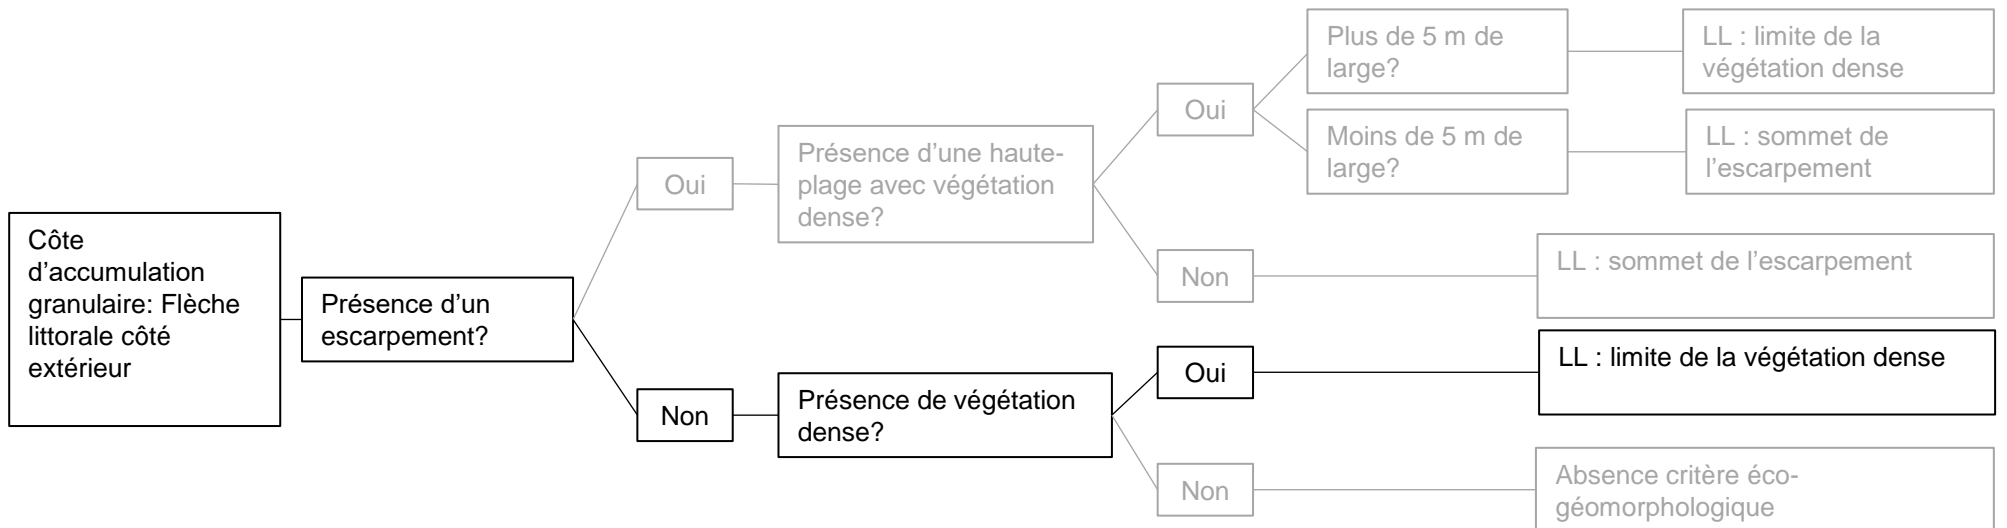 Côte
d'accumulation
granulaire: Flèche
littorale côté
extérieur
Présence d'un
escarpement?
Oui
Présence d'une haute-
plage avec végétation
dense?
Oui
Plus de 5 m de
large?
LL : limite de la
végétation dense
Moins de 5 m de
large?
LL : sommet de
l'escarpement
Non
LL : sommet de l'escarpement
Non
Présence de végétation
dense?
Oui
LL : limite de la végétation dense
Non
Absence critère éco-
géomorphologique